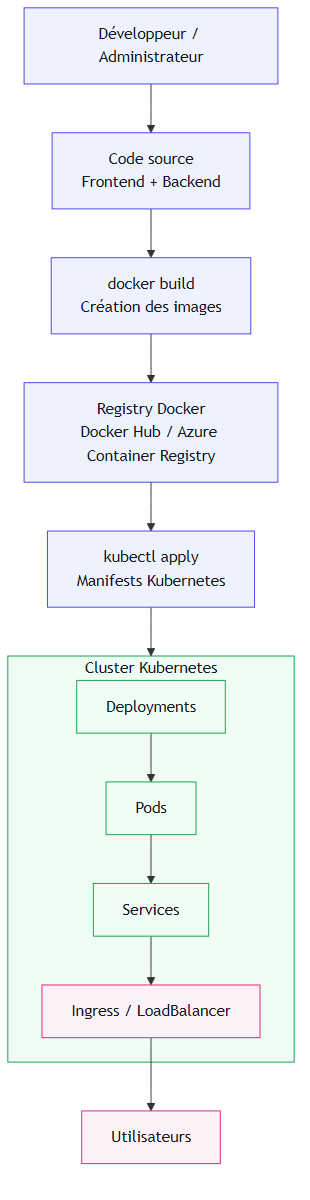 Développeur /
Administrateur
Code source
Frontend + Backend
docker build
Création des images
Registry Docker
Docker Hub / Azure
Container Registry
kubectl apply
Manifests Kubernetes
Cluster Kubernetes
Deployments
Pods
Services
Ingress / LoadBalancer
Utilisateurs